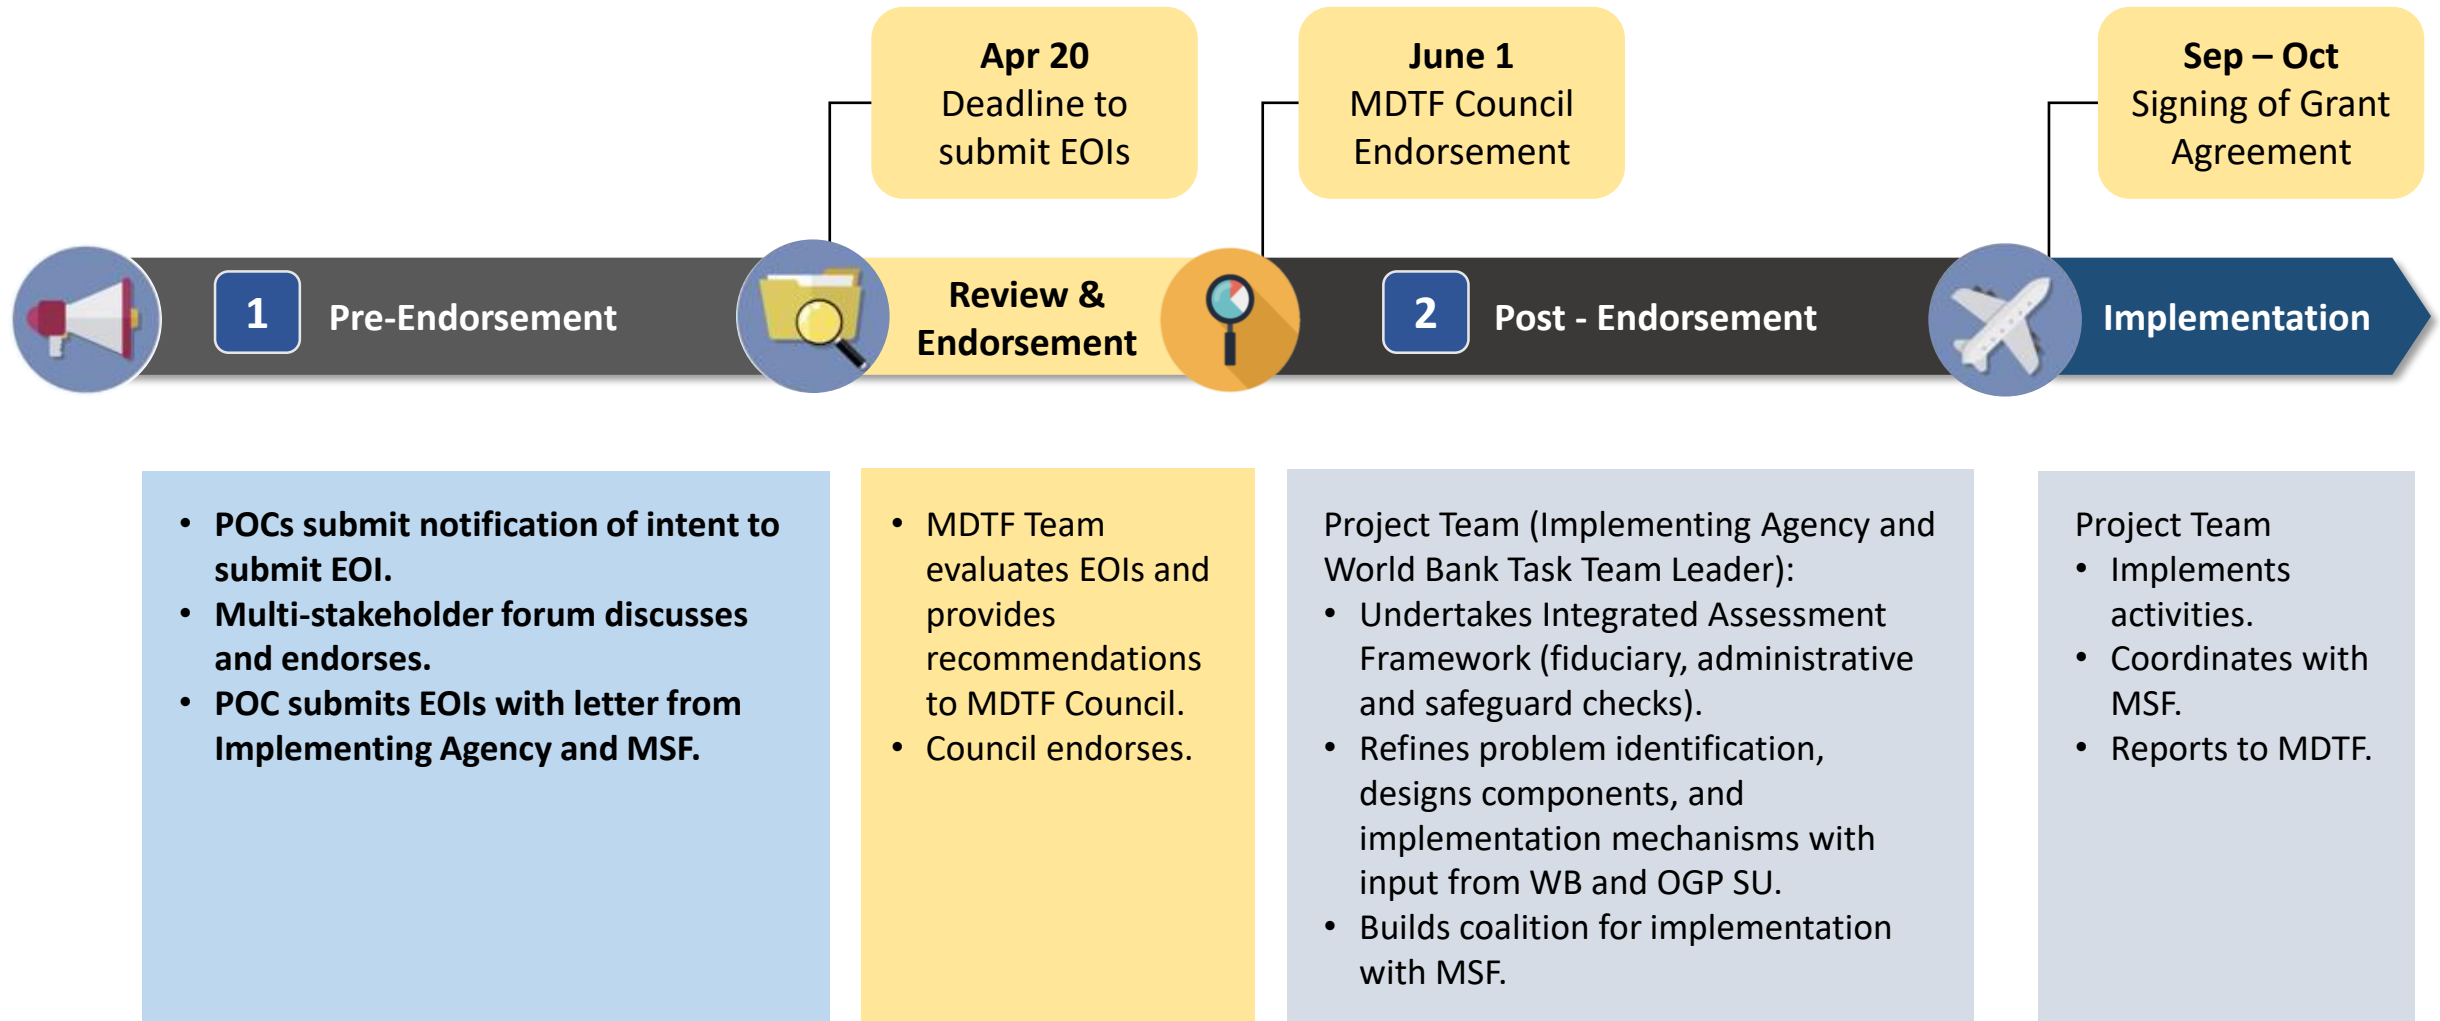 Apr 20
Deadline to
submit EOIs
June 1
MDTF Council
Endorsement
Sep – Oct
Signing of Grant
Agreement
1
Pre-Endorsement
Review &
Endorsement
2
Post - Endorsement
Implementation
• POCs submit notification of intent to
submit EOI.
• Multi-stakeholder forum discusses
and endorses.
• POC submits EOIs with letter from
Implementing Agency and MSF.
• MDTF Team
evaluates EOIs and
provides
recommendations
to MDTF Council.
• Council endorses.
Project Team (Implementing Agency and
World Bank Task Team Leader):
• Undertakes Integrated Assessment
Framework (fiduciary, administrative
and safeguard checks).
• Refines problem identification,
designs components, and
implementation mechanisms with
input from WB and OGP SU.
• Builds coalition for implementation
with MSF.
Project Team
• Implements
activities.
• Coordinates with
MSF.
• Reports to MDTF.